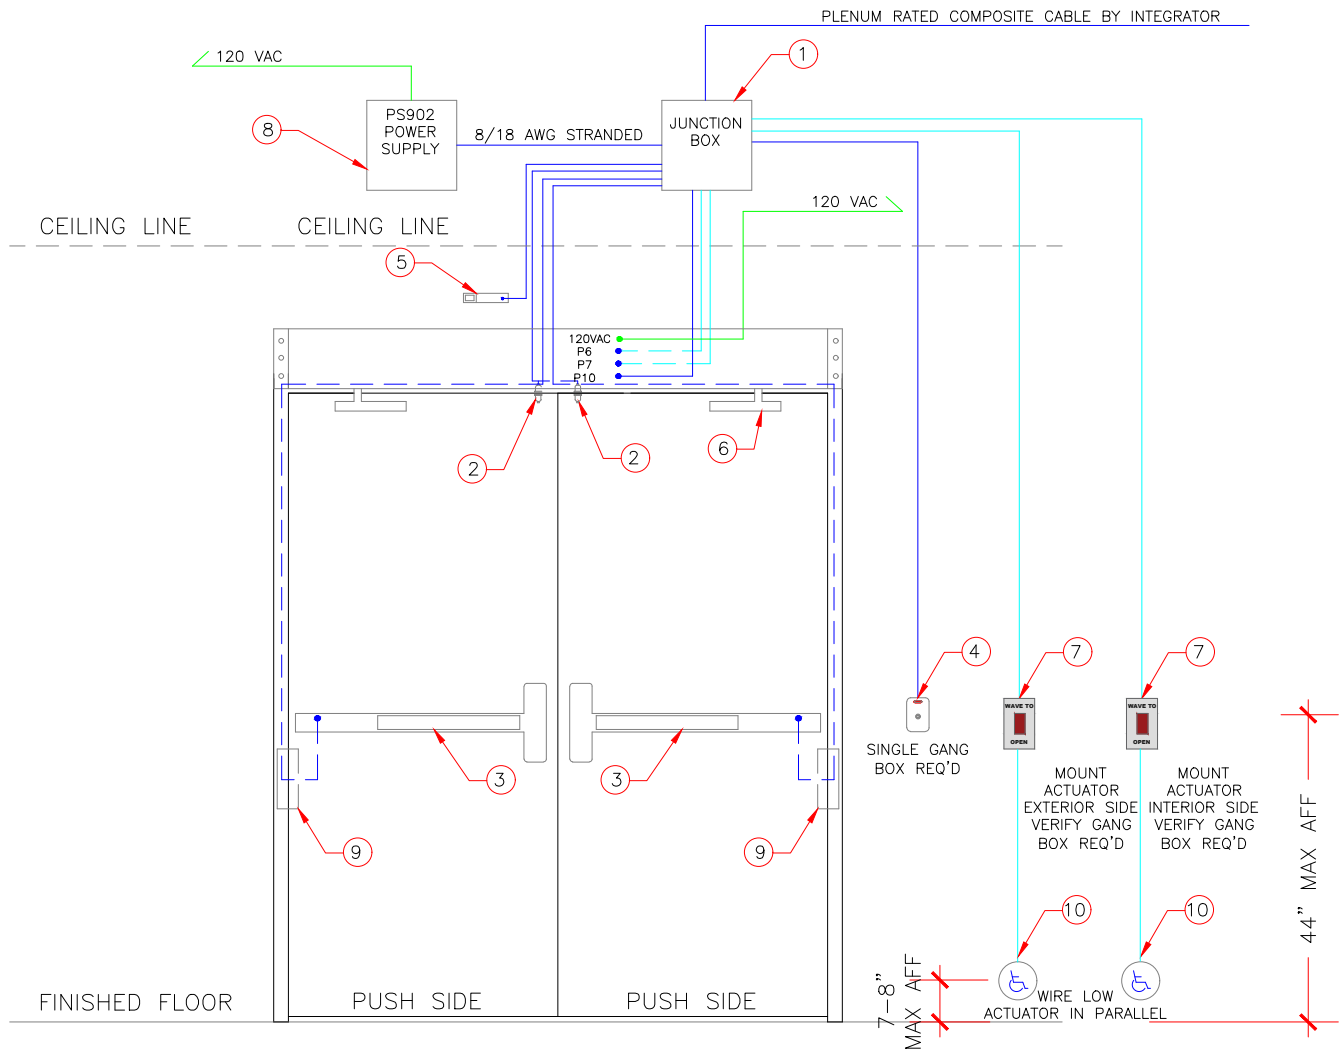 PLENUM RATED COMPOSITE CABLE BY INTEGRATOR
120 VAC
1
PS902
POWER
SUPPLY
8
8/18 AWG STRANDED
JUNCTION
BOX
120 VAC
CEILING LINE
CEILING LINE
5
120VAC
P6
P7
P10
2
2
6
4
7
7
WAVE TO
OPEN
WAVE TO
OPEN
SINGLE GANG
BOX REQ'D
3
3
MOUNT
ACTUATOR
EXTERIOR SIDE
VERIFY GANG
BOX REQ'D
MOUNT
ACTUATOR
INTERIOR SIDE
VERIFY GANG
BOX REQ'D
9
9
44" MAX AFF
10
10
7-8"
MAX AFF
WIRE LOW
ACTUATOR IN PARALLEL
FINISHED FLOOR
PUSH SIDE
PUSH SIDE